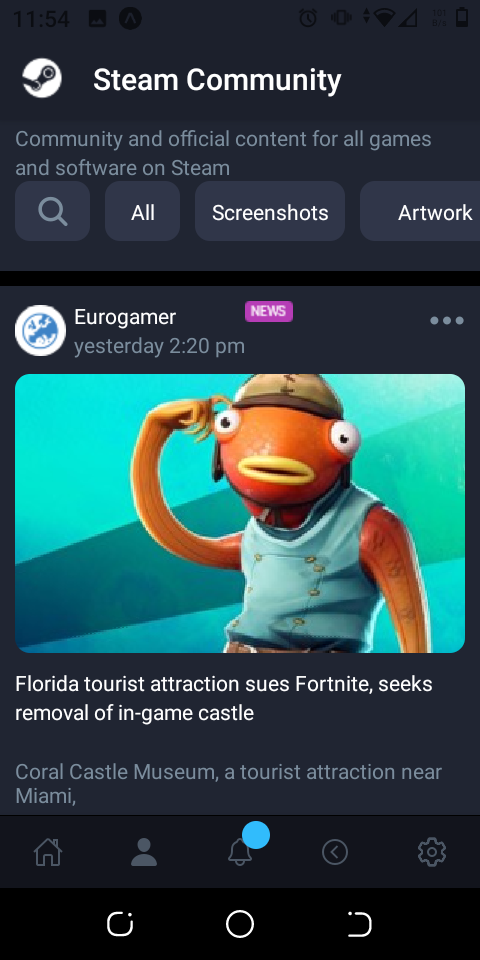 11:54
Steam Community
Community and official content for all games
and software on Steam
All
Screenshots
Artwork
Eurogamer
NEWS
yesterday 2:20 pm
Florida tourist attraction sues Fortnite, seeks
removal of in-game castle
Coral Castle Museum, a tourist attraction near
Miami,